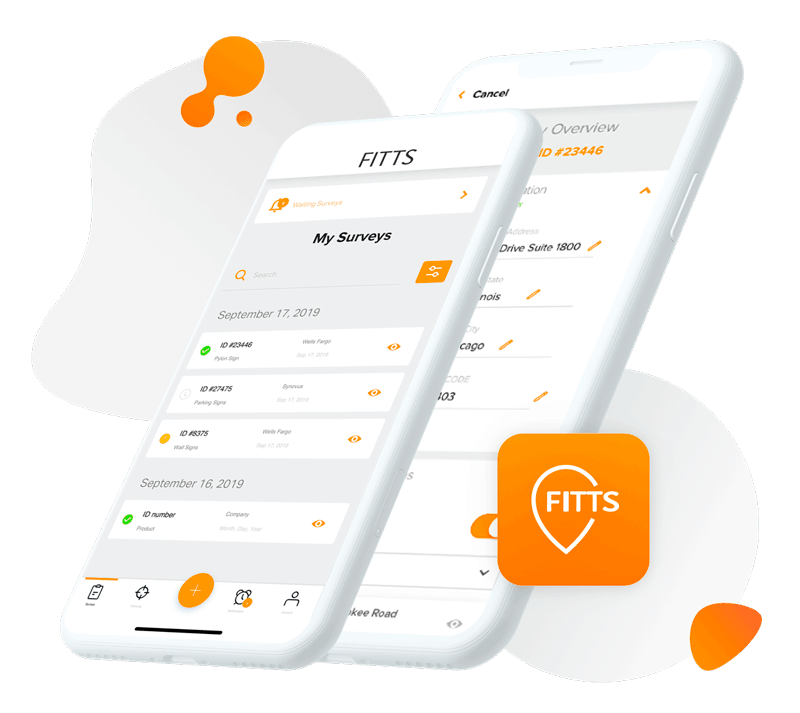 FITTS
Waiting Surveys
My Surveys
Search
September 17, 2019
ID #23446
Wells Fargo
Pylon Sign
Sep 17, 2019
ID #27475
Synovus
Parking Signs
Sep 17, 2019
ID #8375
Wells Fargo
Wall Signs
Sep 17, 2019
September 16, 2019
ID number
Company
Product
Month, Day, Year
Cancel
y Overview
ID #23446
ation
Address
Drive Suite 1800
tate
nois
City
cago
CODE
403
s
kee Road
FITTS